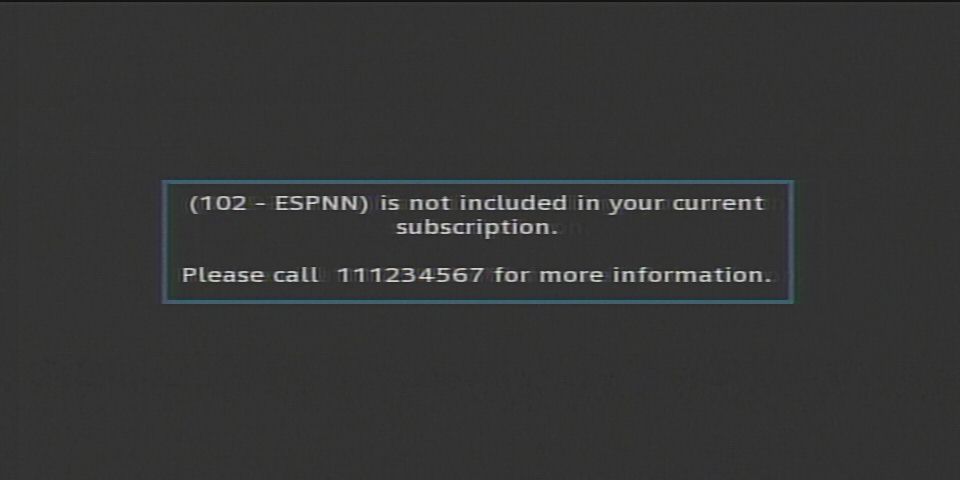 (102 - ESPNN) is not included in your current
subscription.
Please call 111234567 for more information.